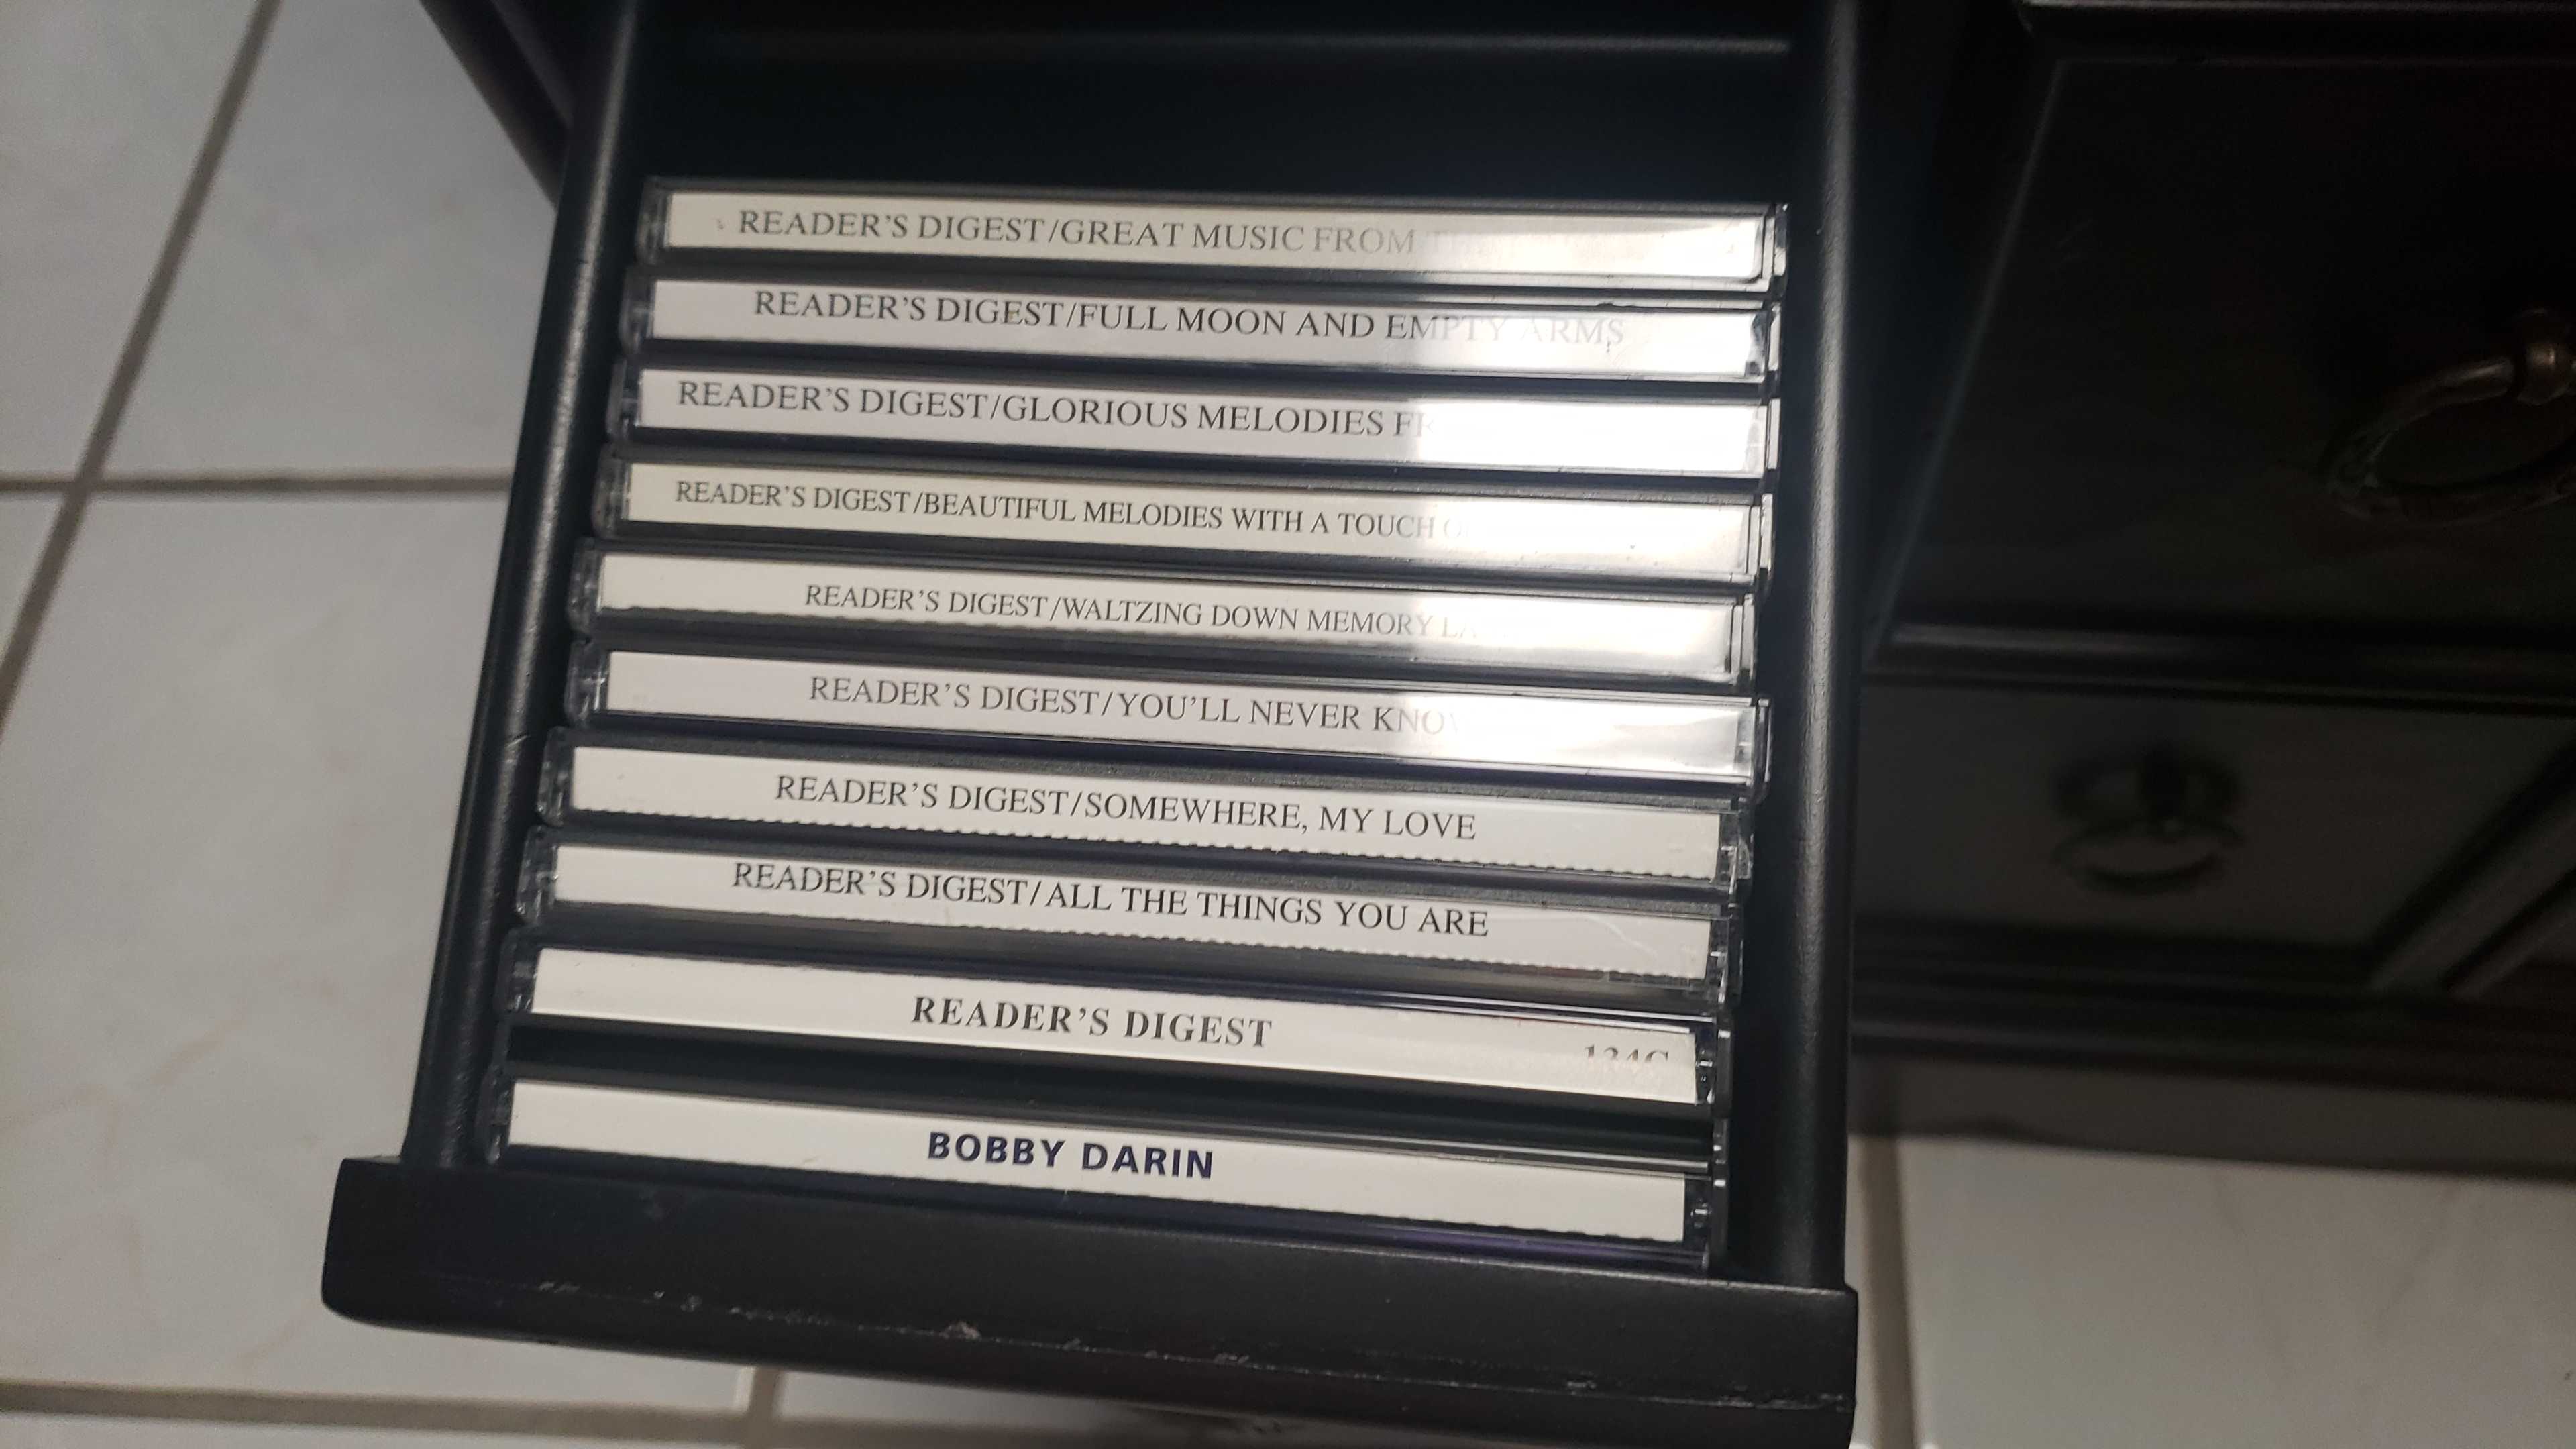 READER'S DIGEST/GREAT MUSIC FROM
READER'S DIGEST/FULL MOON AND EMPTY ARMS
READER'S DIGEST/GLORIOUS MELODIES
READER'S DIGEST/BEAUTIFUL MELODIES WITH A TOUCH
READER'S DIGEST/WALTZING DOWN MEMORY
READER'S DIGEST/YOU'LL NEVER
READER'S DIGEST/SOMEWHERE, MY LOVE
READER'S DIGEST/ALL THE THINGS YOU ARE
READER'S DIGEST
BOBBY DARIN